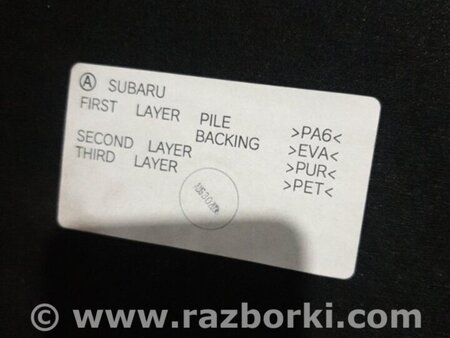 Ⓐ SUBARU
FIRST LAYER PILE >PA6<
BACKING >EVA<
SECOND LAYER >PUR<
THIRD LAYER >PET<
© www.razborki.com